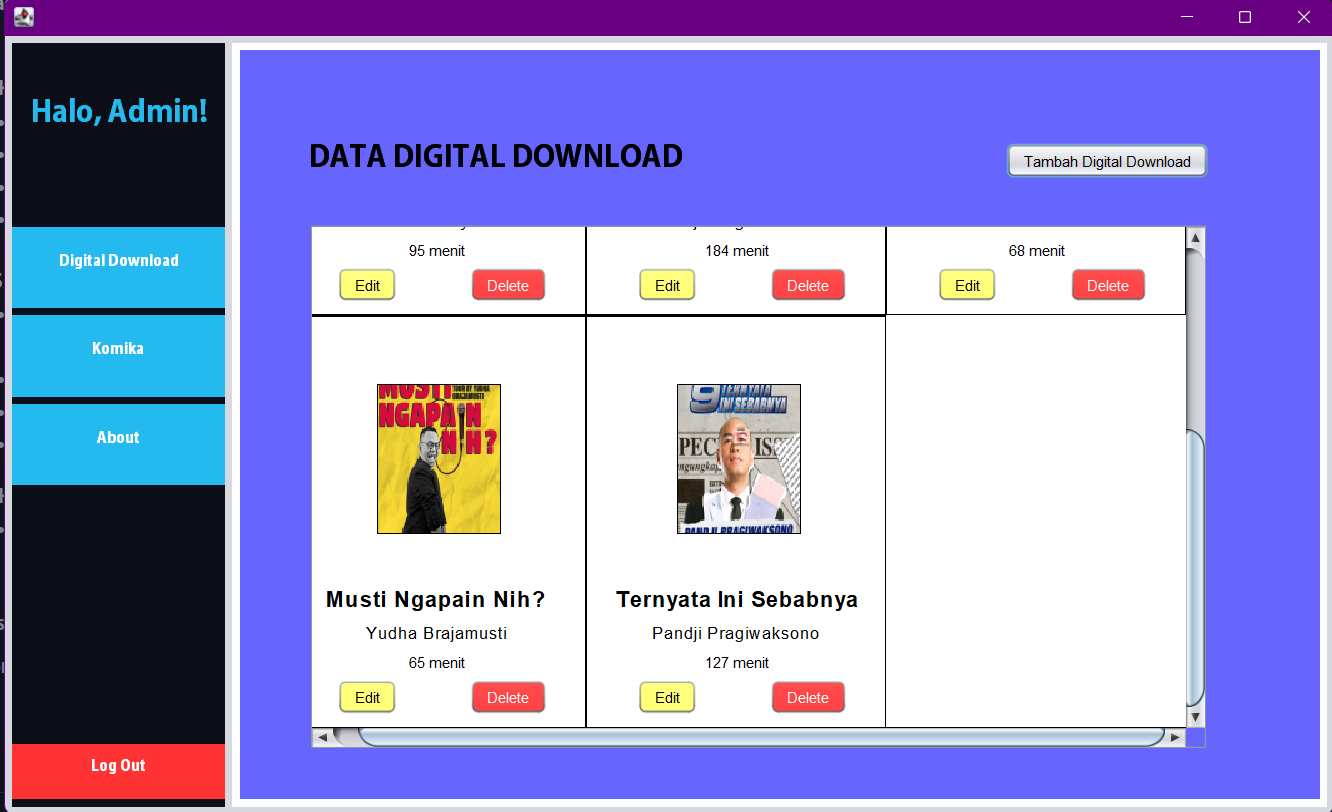 Halo, Admin!
Digital Download
Komika
About
Log Out
DATA DIGITAL DOWNLOAD
Tambah Digital Download
95 menit
184 menit
68 menit
Edit
Delete
Edit
Delete
Edit
Delete
MUSTI
TOUR BY YUDHA
BRAJAMUSTI
NGAPAIN
NIH?
9 TERNYATA
INI SEBABNYA
PANDJI PRAGIWAKSONO
Musti Ngapain Nih?
Ternyata Ini Sebabnya
Yudha Brajamusti
Pandji Pragiwaksono
65 menit
127 menit
Edit
Delete
Edit
Delete